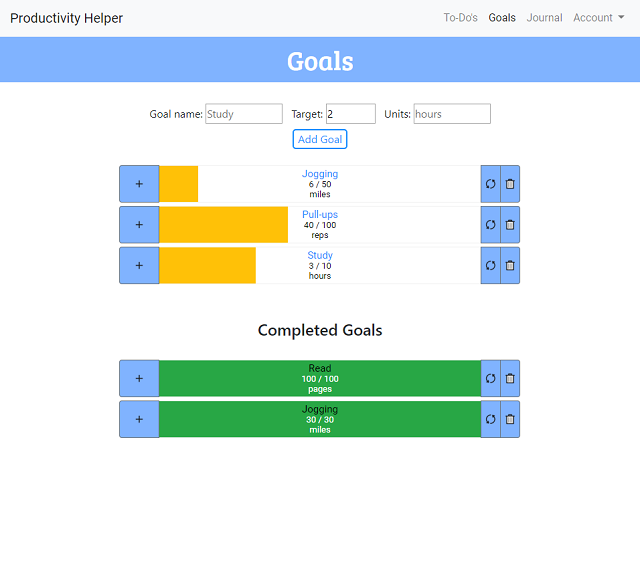 Productivity Helper To-Do's Goals Journal Account
Goals
Goal name: Study Target: 2 Units: hours
Add Goal
+ Jogging
6 / 50
miles
+ Pull-ups
40 / 100
reps
+ Study
3 / 10
hours
Completed Goals
+ Read
100 / 100
pages
+ Jogging
30 / 30
miles